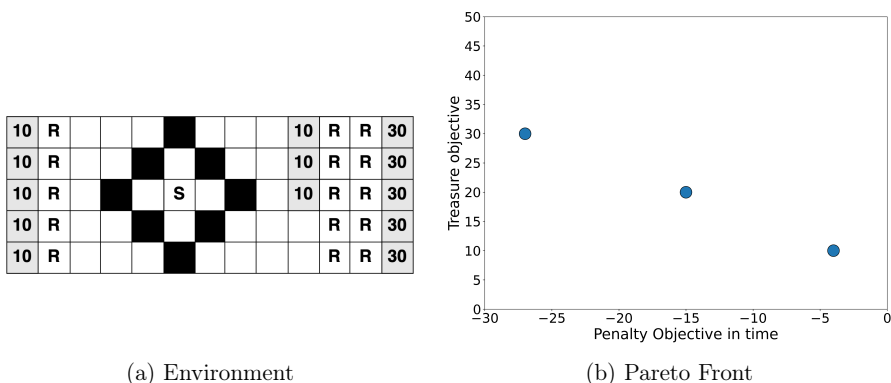 10 R 10 R R 30
10 R 10 R R 30
10 R S 10 R R 30
10 R R R 30
10 R R R 30
(a) Environment
50
45
40
35
30
25
20
15
10
5
0
Treasure objective
−30 −25 −20 −15 −10 −5 0
Penalty Objective in time
(b) Pareto Front